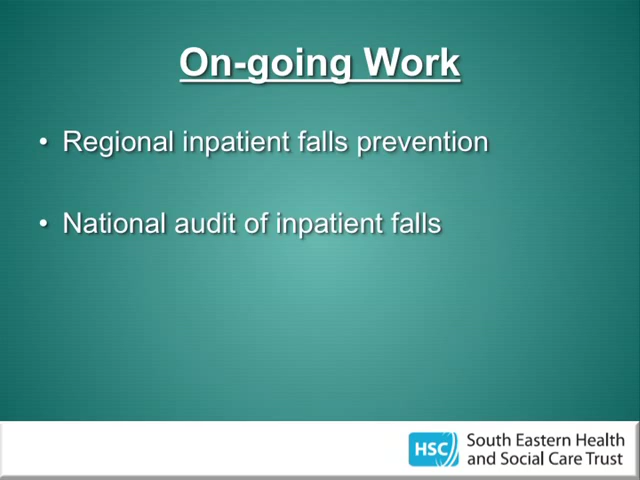 On-going Work
• Regional inpatient falls prevention
• National audit of inpatient falls
HSC
South Eastern Health
and Social Care Trust